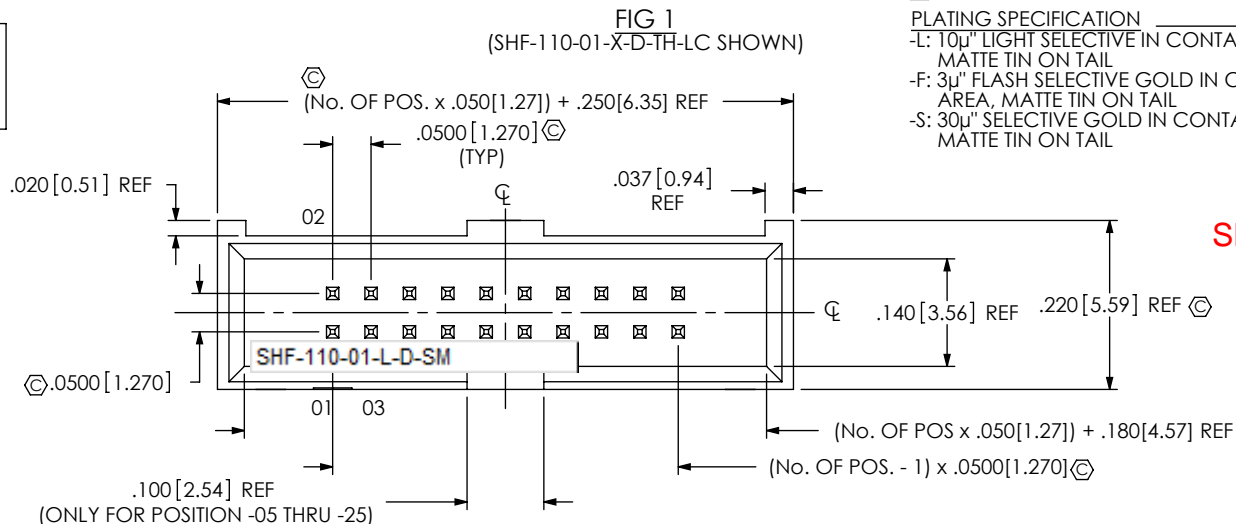 FIG 1
(SHF-110-01-X-D-TH-LC SHOWN)
PLATING SPECIFICATION
-L: 10µ" LIGHT SELECTIVE IN CONTA
MATTE TIN ON TAIL
-F: 3µ" FLASH SELECTIVE GOLD IN C
AREA, MATTE TIN ON TAIL
-S: 30µ" SELECTIVE GOLD IN CONTA
MATTE TIN ON TAIL
C
(No. OF POS. x .050[1.27]) + .250[6.35] REF
.0500[1.270] C
(TYP)
.020[0.51] REF
.037[0.94]
REF
02
℄
S
℄
.140[3.56] REF
.220[5.59] REF C
SHF-110-01-L-D-SM
C .0500[1.270]
01 03
(No. OF POS x .050[1.27]) + .180[4.57] REF
(No. OF POS. - 1) x .0500[1.270] C
.100[2.54] REF
(ONLY FOR POSITION -05 THRU -25)